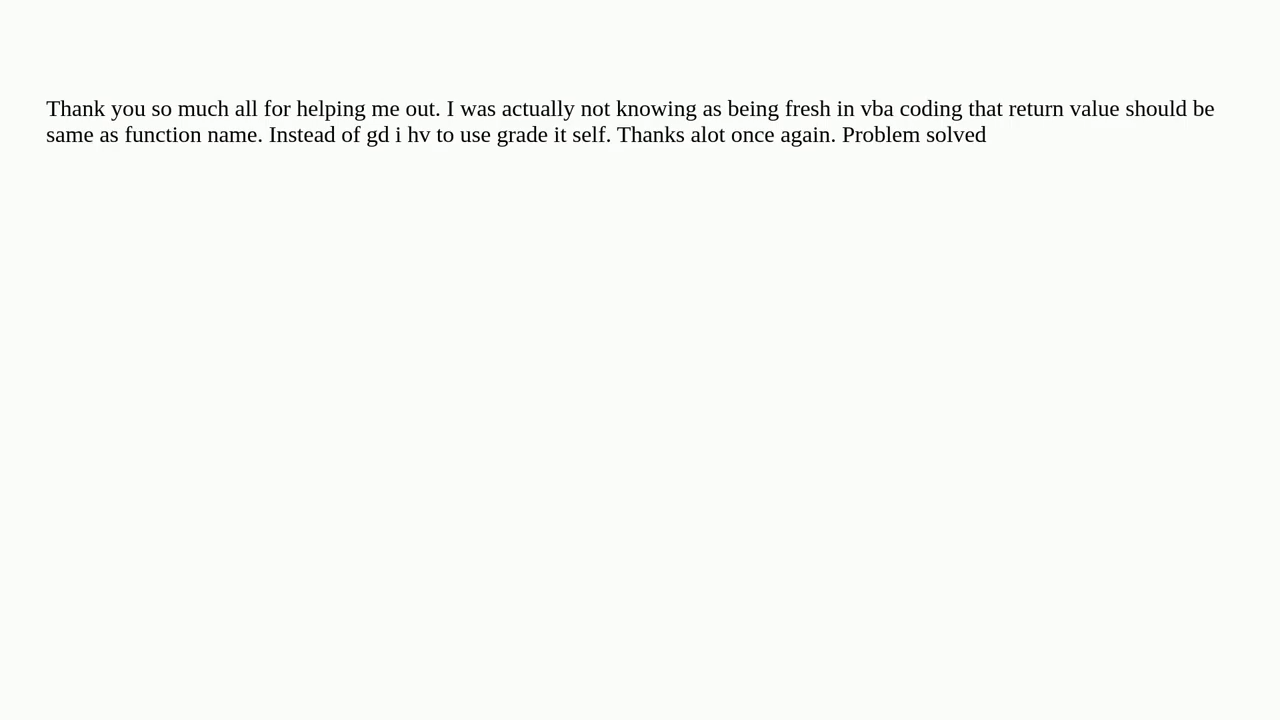 Thank you so much all for helping me out. I was actually not knowing as being fresh in vba coding that return value should be
same as function name. Instead of gd i hv to use grade it self. Thanks alot once again. Problem solved